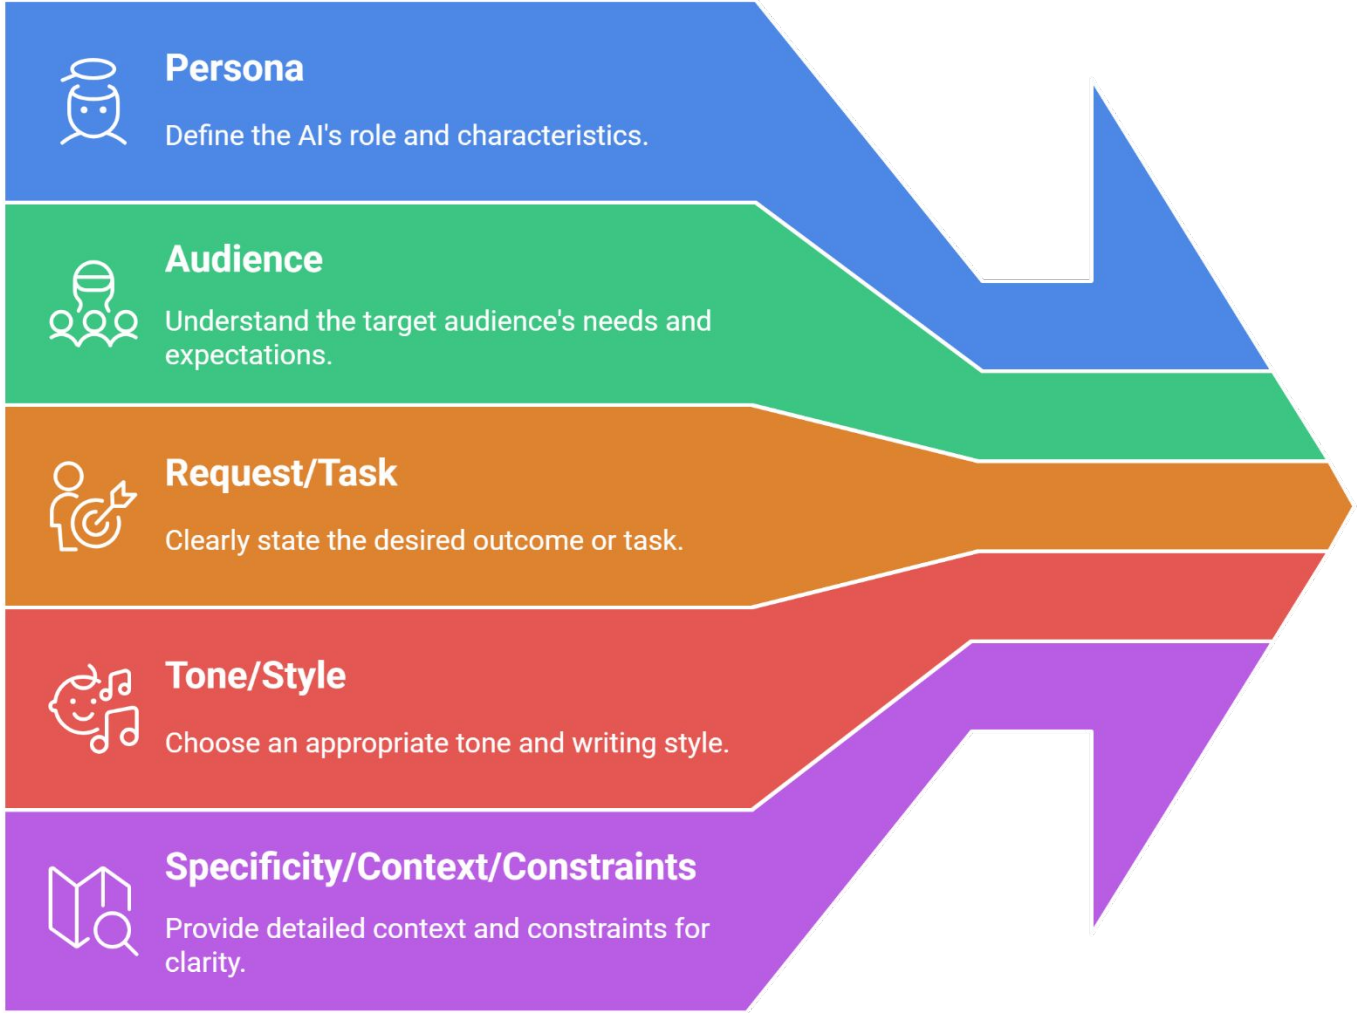 Persona
Define the AI's role and characteristics.
Audience
Understand the target audience's needs and
expectations.
Request/Task
Clearly state the desired outcome or task.
Tone/Style
Choose an appropriate tone and writing style.
Specificity/Context/Constraints
Provide detailed context and constraints for
clarity.